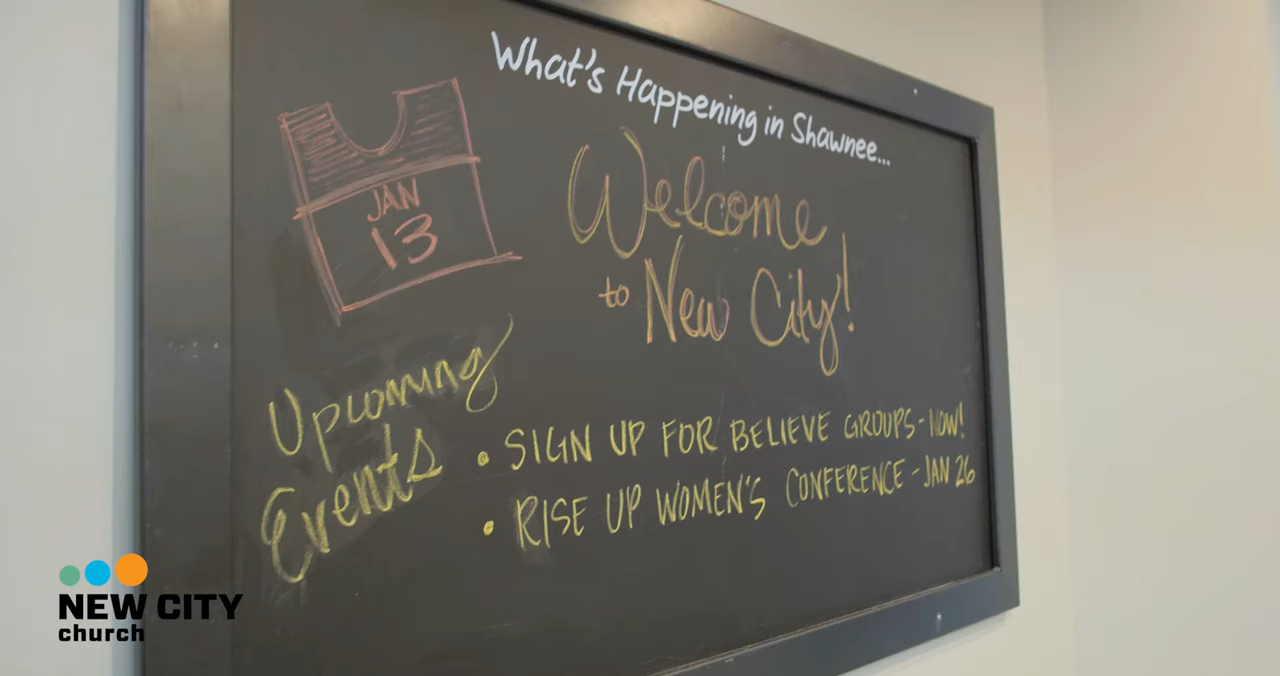 What's Happening in Shawnee...
JAN
13
Welcome
to New City!
Upcoming
Events
• SIGN UP FOR BELIEVE GROUPS - NOW!
• RISE UP WOMEN'S CONFERENCE - JAN 26
NEW CITY
church